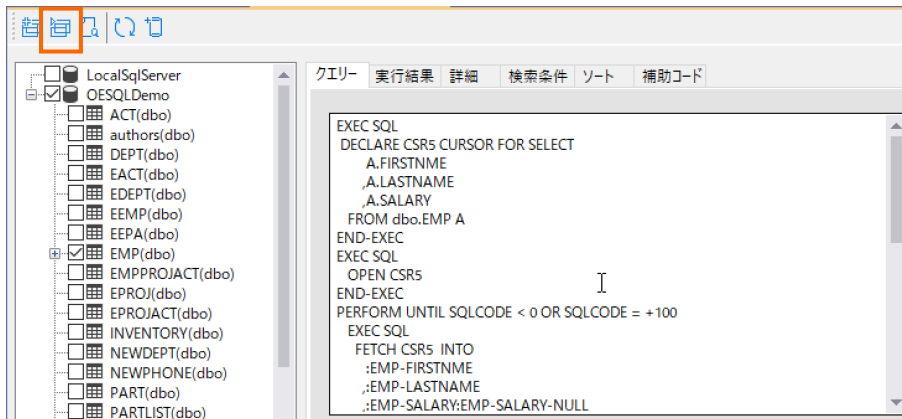 LocalSqlServer
OESQLDemo
ACT(dbo)
authors(dbo)
DEPT(dbo)
EACT(dbo)
EDEPT(dbo)
EEMP(dbo)
EEPA(dbo)
EMP(dbo)
EMPPROJACT(dbo)
EPROJ(dbo)
EPROJACT(dbo)
INVENTORY(dbo)
NEWDEPT(dbo)
NEWPHONE(dbo)
PART(dbo)
PARTLIST(dbo)
クエリー 実行結果 詳細 検索条件 ソート 補助コード
EXEC SQL
DECLARE CSR5 CURSOR FOR SELECT
A.FIRSTNME
,A.LASTNAME
,A.SALARY
FROM dbo.EMP A
END-EXEC
EXEC SQL
OPEN CSR5
END-EXEC
PERFORM UNTIL SQLCODE < 0 OR SQLCODE = +100
EXEC SQL
FETCH CSR5 INTO
:EMP-FIRSTNME
,:EMP-LASTNAME
,:EMP-SALARY:EMP-SALARY-NULL